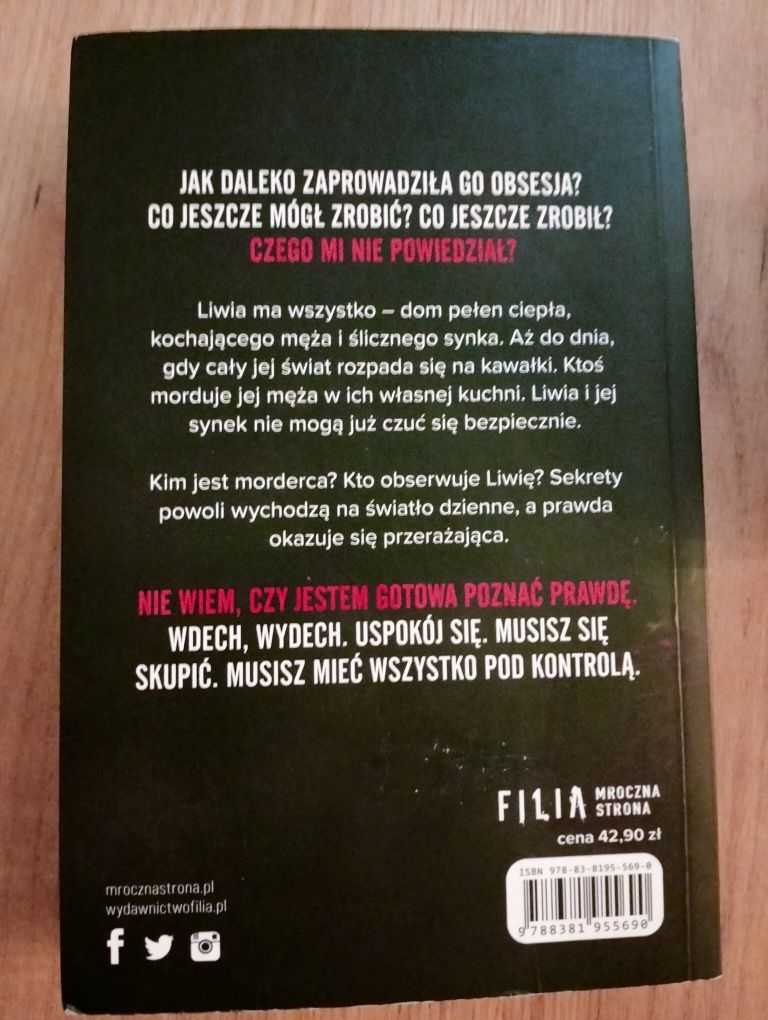 JAK DALEKO ZAPROWADZIŁA GO OBSESJA?
CO JESZCZE MÓGŁ ZROBIĆ? CO JESZCZE ZROBIŁ?
CZEGO MI NIE POWIEDZIAŁ?
Liwia ma wszystko – dom pełen ciepła,
kochającego męża i ślicznego synka. Aż do dnia,
gdy cały jej świat rozpada się na kawałki. Ktoś
morduje jej męża w ich własnej kuchni. Liwia i jej
synek nie mogą już czuć się bezpiecznie.
Kim jest morderca? Kto obserwuje Liwię? Sekrety
powoli wychodzą na światło dzienne, a prawda
okazuje się przerażająca.
NIE WIEM, CZY JESTEM GOTOWA POZNAĆ PRAWDĘ.
WDECH, WYDECH. USPOKÓJ SIĘ. MUSISZ SIĘ
SKUPIĆ. MUSISZ MIEĆ WSZYSTKO POD KONTROLĄ.
FILIA MROCZNA
STRONA
cena 42,90 zł
ISBN 978-83-8195-569-0
9 788381 955690
mrocznastrona.pl
wydawnictwofilia.pl